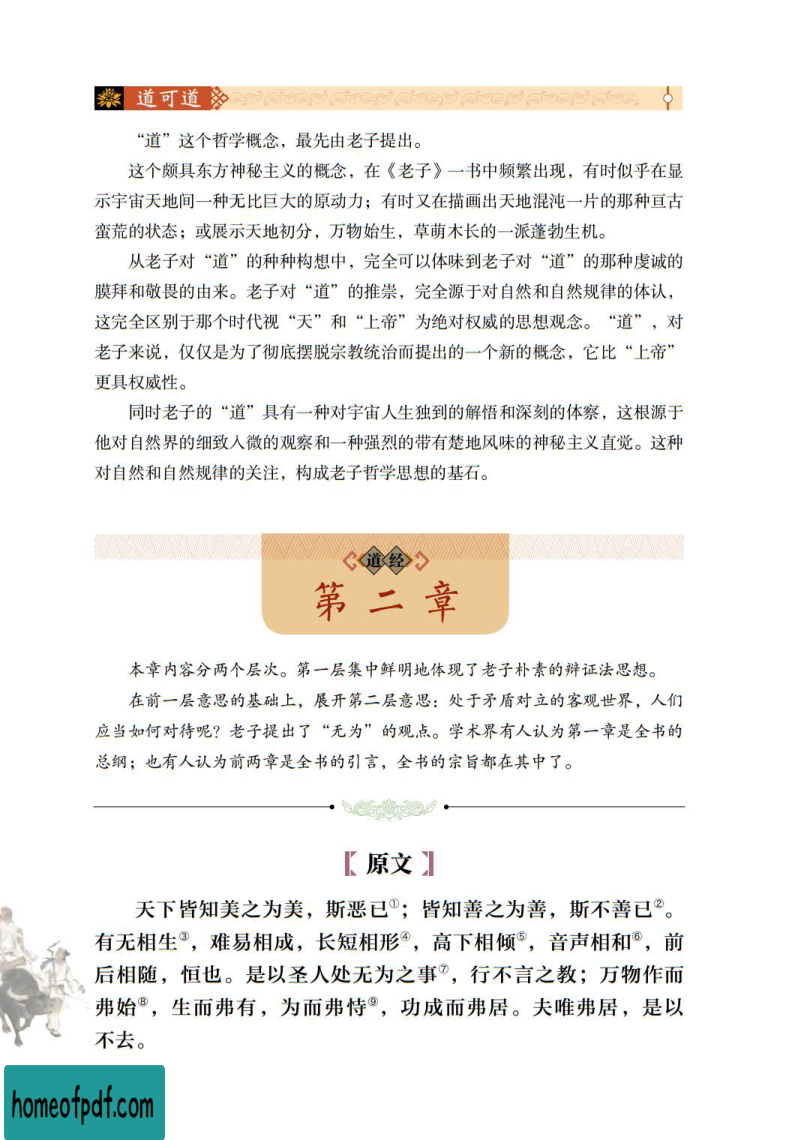 道可道
“道”这个哲学概念，最先由老子提出。
这个颇具东方神秘主义的概念，在《老子》一书中频繁出现，有时似乎在显
示宇宙天地间一种无比巨大的原动力；有时又在描画出天地混沌一片的那种亘古
蛮荒的状态；或展示天地初分，万物始生，草萌木长的一派蓬勃生机。
从老子对“道”的种种构想中，完全可以体味到老子对“道”的那种虔诚的
膜拜和敬畏的由来。老子对“道”的推崇，完全源于对自然和自然规律的体认，
这完全区别于那个时代视“天”和“上帝”为绝对权威的思想观念。“道”，对
老子来说，仅仅是为了彻底摆脱宗教统治而提出的一个新的概念，它比“上帝”
更具权威性。
同时老子的“道”具有一种对宇宙人生独到的解悟和深刻的体察，这根源于
他对自然界的细致入微的观察和一种强烈的带有楚地风味的神秘主义直觉。这种
对自然和自然规律的关注，构成老子哲学思想的基石。
道经
第二章
本章内容分两个层次。第一层集中鲜明地体现了老子朴素的辩证法思想。
在前一层意思的基础上，展开第二层意思：处于矛盾对立的客观世界，人们
应当如何对待呢？老子提出了“无为”的观点。学术界有人认为第一章是全书的
总纲；也有人认为前两章是全书的引言，全书的宗旨都在其中了。
【原文】
天下皆知美之为美，斯恶已①；皆知善之为善，斯不善已②。
有无相生③，难易相成，长短相形④，高下相倾⑤，音声相和⑥，前
后相随，恒也。是以圣人处无为之事⑦，行不言之教；万物作而
弗始⑧，生而弗有，为而弗恃⑨，功成而弗居。夫唯弗居，是以
不去。
homeofpdf.com